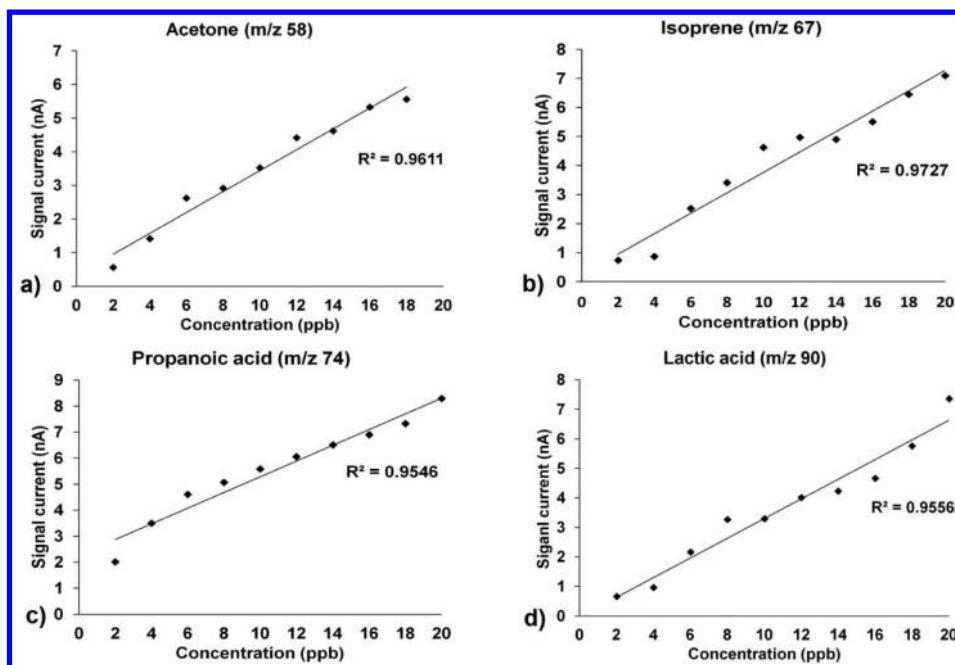 Acetone (m/z 58)
7
6
5
4
3
2
1
0
Signal current (nA)
R² = 0.9611
a)
0 2 4 6 8 10 12 14 16 18 20
Concentration (ppb)
Isoprene (m/z 67)
8
7
6
5
4
3
2
1
0
Signal current (nA)
R² = 0.9727
b)
0 2 4 6 8 10 12 14 16 18 20
Concentration (ppb)
Propanoic acid (m/z 74)
9
8
7
6
5
4
3
2
1
0
Signal current (nA)
R² = 0.9546
c)
0 2 4 6 8 10 12 14 16 18 20
Concentration (ppb)
Lactic acid (m/z 90)
8
7
6
5
4
3
2
1
0
Siganl current (nA)
R² = 0.9556
d)
0 2 4 6 8 10 12 14 16 18 20
Concentration (ppb)